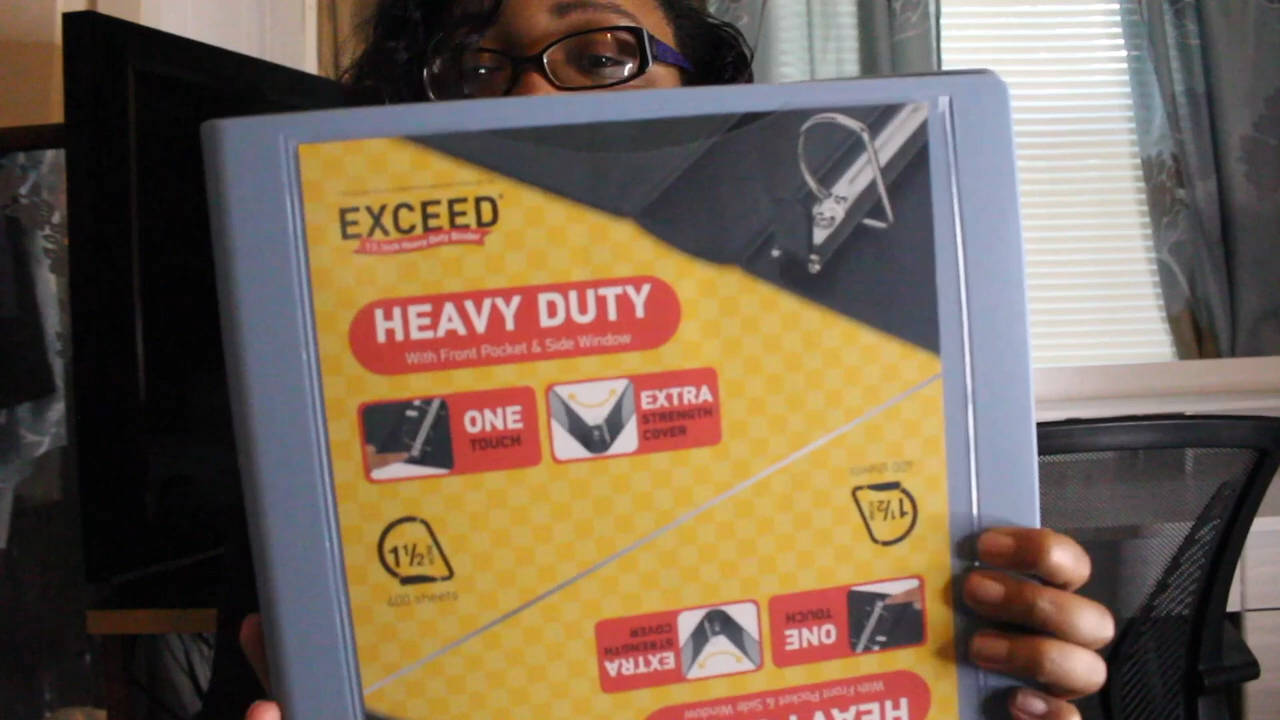 EXCEED
1.5 Inch Heavy Duty Binder
HEAVY DUTY
With Front Pocket & Side Window
ONE
TOUCH
EXTRA
STRENGTH
COVER
1½
400 sheets
400 sheets
1½
EXTRA
STRENGTH
COVER
ONE
TOUCH
With Front Pocket & Side Window
HEAVY